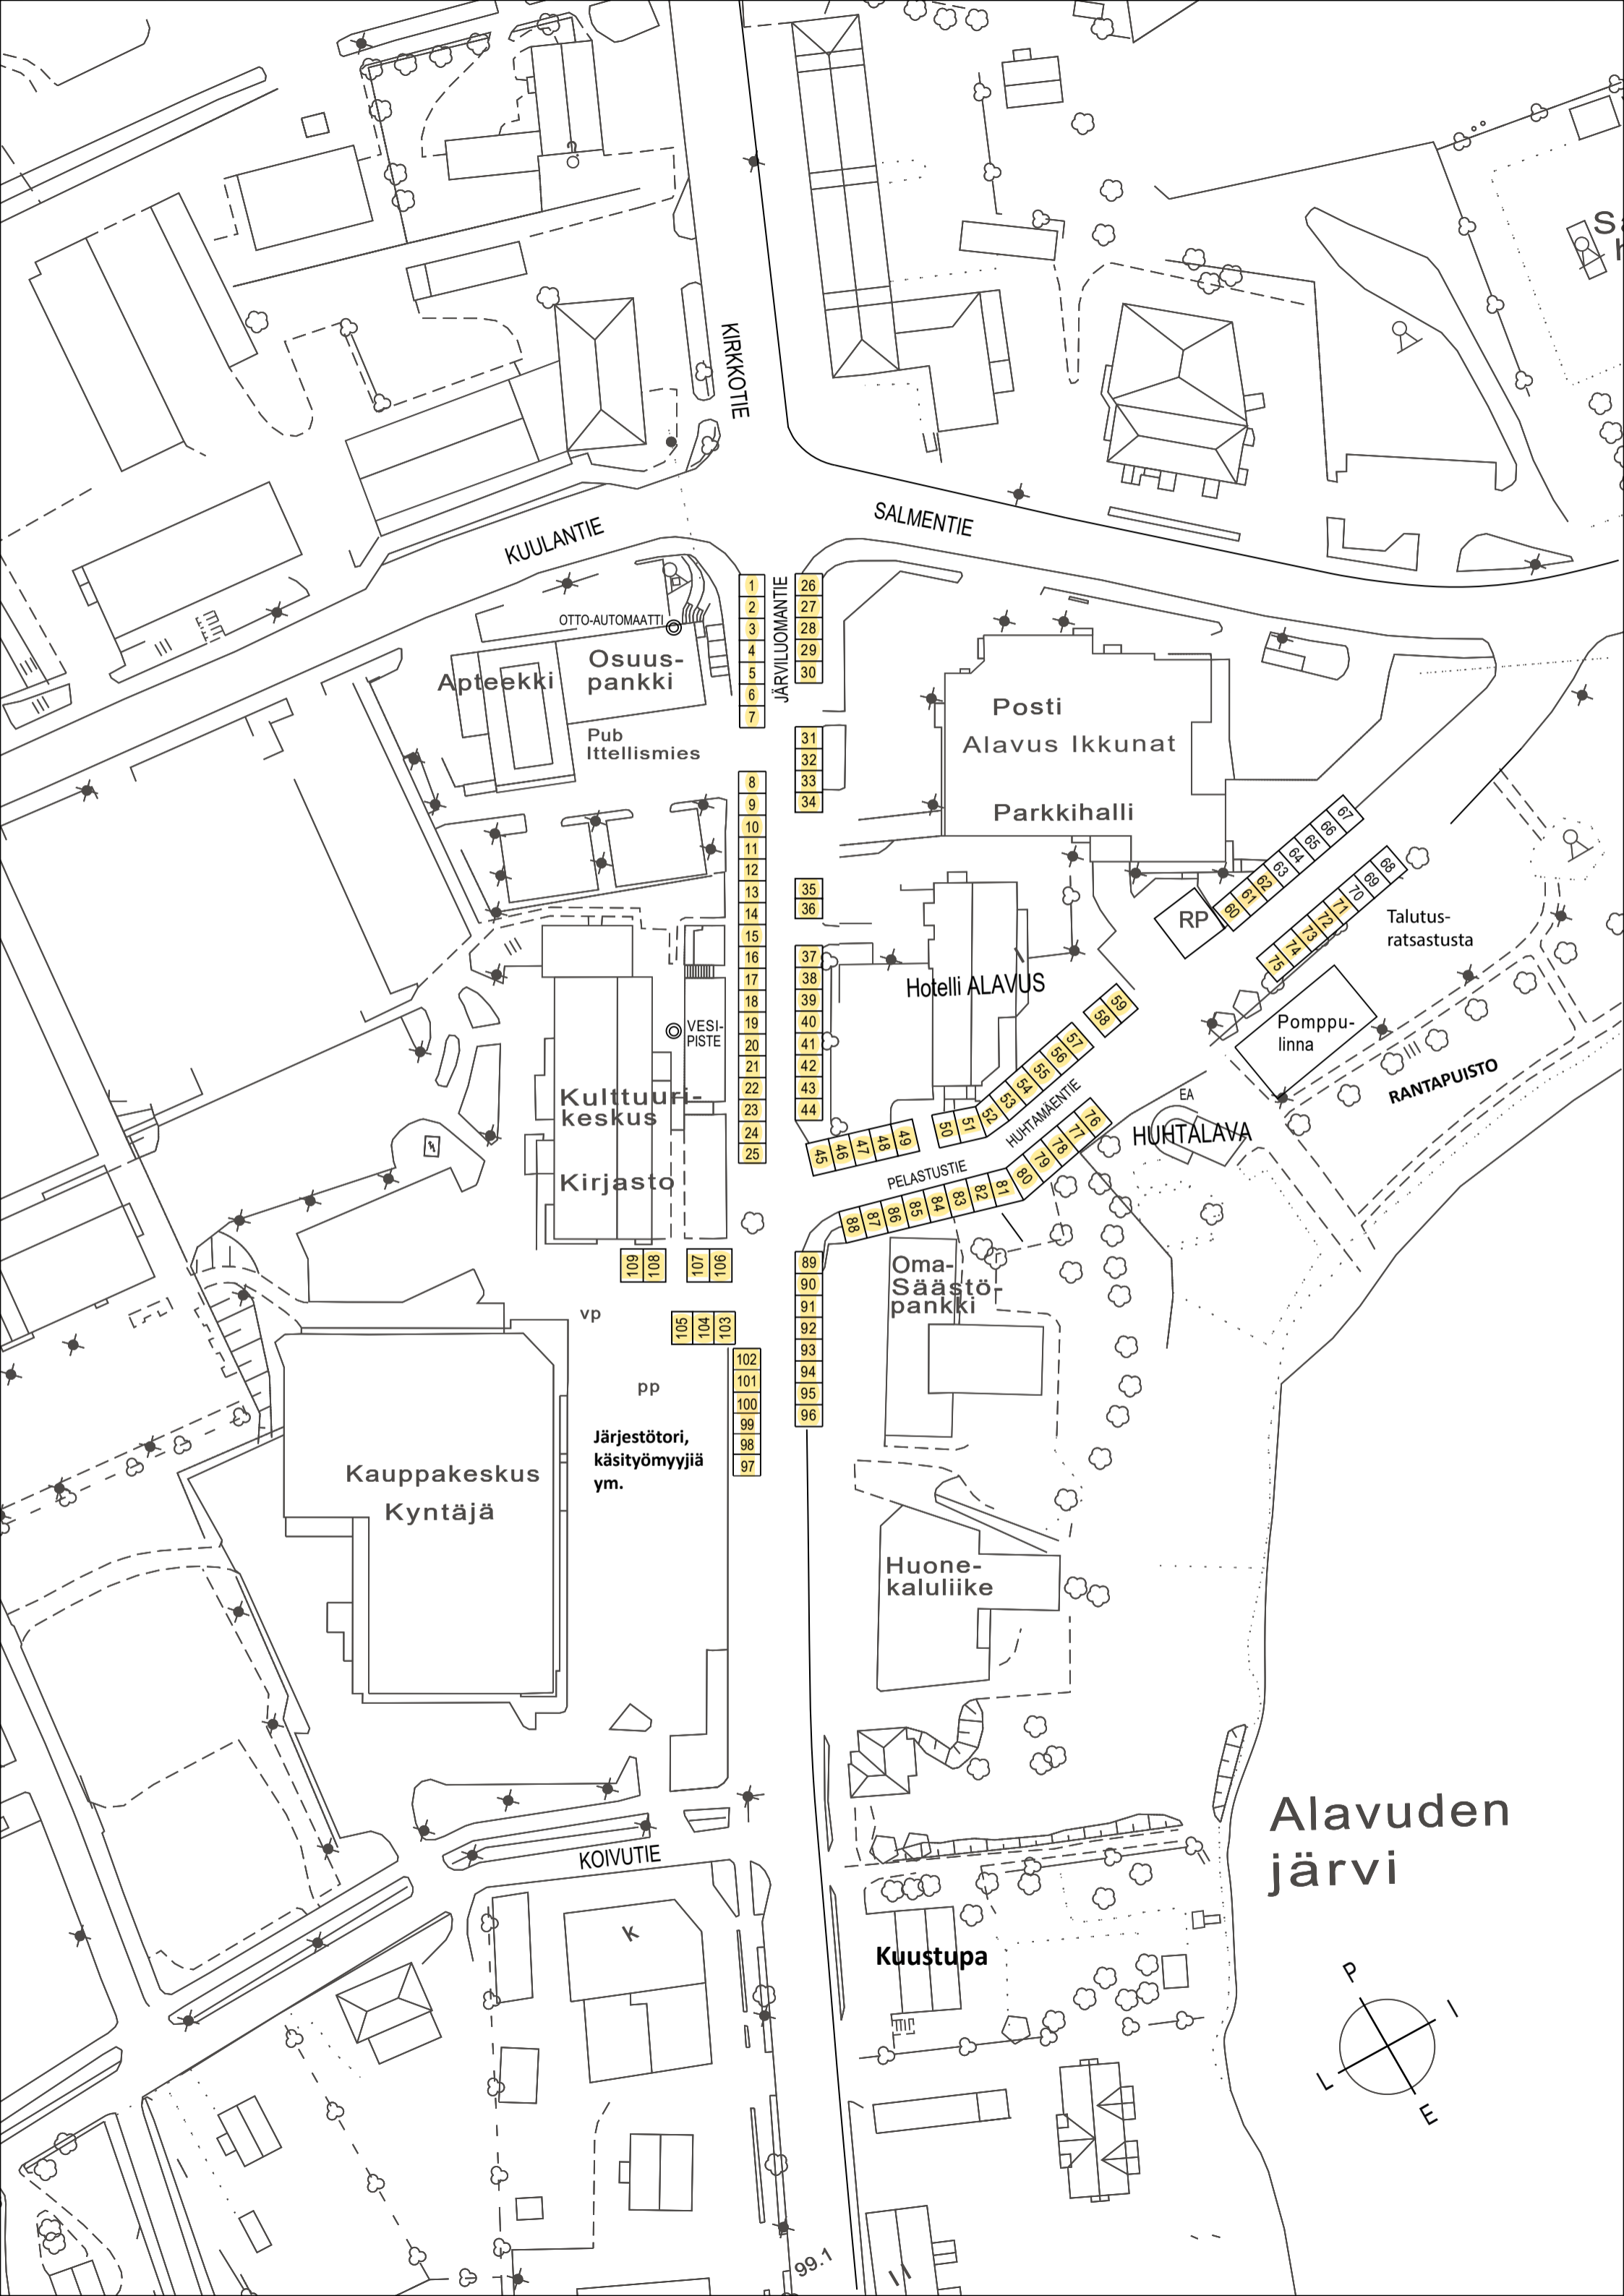 KIRKKOTIE
KUULANTIE
SALMENTIE
JÄRVILUOMANTIE
OTTO-AUTOMAATTI
Apteekki
Osuus-
pankki
Pub
Ittellismies
1
2
3
4
5
6
7
8
9
10
11
12
13
14
15
16
17
18
19
20
21
22
23
24
25
26
27
28
29
30
31
32
33
34
35
36
37
38
39
40
41
42
43
44
45 46 47 48 49
50 51 52 53 54 55 56 57
58 59
60 61 62 63 64 65 66 67
75 74 73 72 71 70 69 68
88 87 86 85 84 83 82 81 80 79 78 77 76
Posti
Alavus Ikkunat
Parkkihalli
RP
Talutus-
ratsastusta
Hotelli ALAVUS
Pomppu-
linna
RANTAPUISTO
EA
HUHTALAVA
HUHTAMÄENTIE
PELASTUSTIE
VESI-
PISTE
Kulttuuri-
keskus
Kirjasto
109 108 107 106
105 104 103
102
101
100
99
98
97
89
90
91
92
93
94
95
96
Oma-
Säästö-
pankki
vp
pp
Järjestötori,
käsityömyyjiä
ym.
Kauppakeskus
Kyntäjä
Huone-
kaluliike
Alavuden
järvi
KOIVUTIE
K
Kuustupa
P
I
L
E
99.1